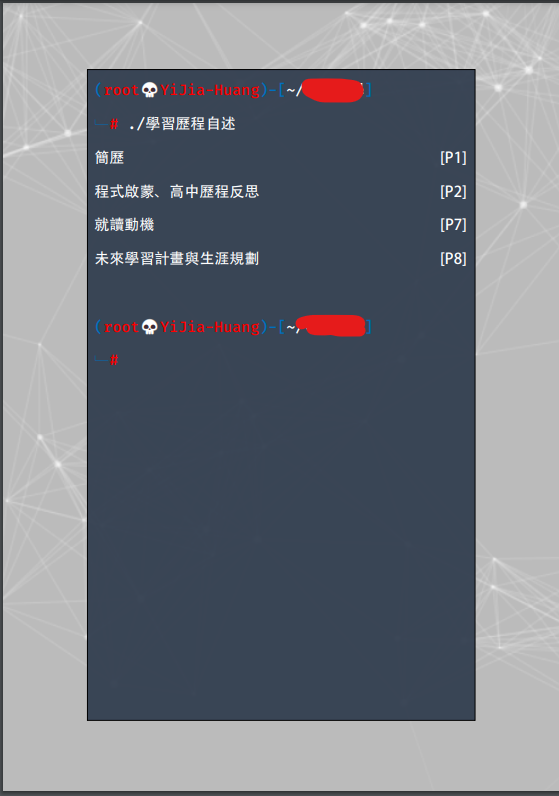 (root💀YiJia-Huang)-[~/]
─# ./學習歷程自述
簡歷 [P1]
程式啟蒙、高中歷程反思 [P2]
就讀動機 [P7]
未來學習計畫與生涯規劃 [P8]
(root💀YiJia-Huang)-[~/]
─#